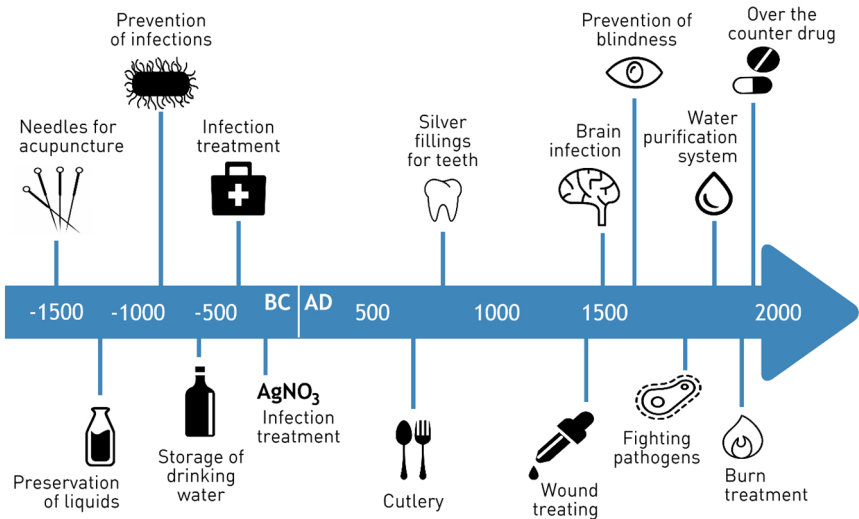 Prevention
of infections
Prevention of
blindness
Over the
counter drug
Needles for
acupuncture
Infection
treatment
Silver
fillings
for teeth
Brain
infection
Water
purification
system
-1500
-1000
-500
BC
AD
500
1000
1500
2000
Preservation
of liquids
Storage of
drinking
water
AgNO₃
Infection
treatment
Cutlery
Wound
treating
Fighting
pathogens
Burn
treatment